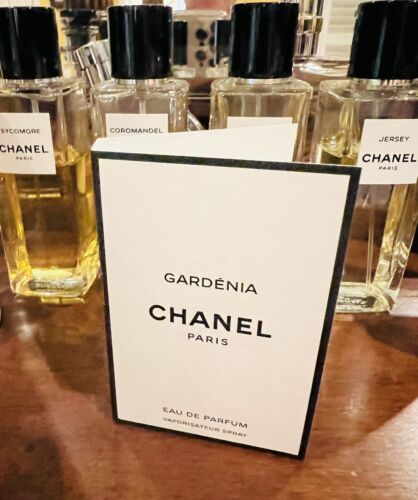 SYCOMORE
CHANEL
PARIS
COROMANDEL
JERSEY
CHANEL
PARIS
GARDÉNIA
CHANEL
PARIS
EAU DE PARFUM
VAPORISATEUR SPRAY